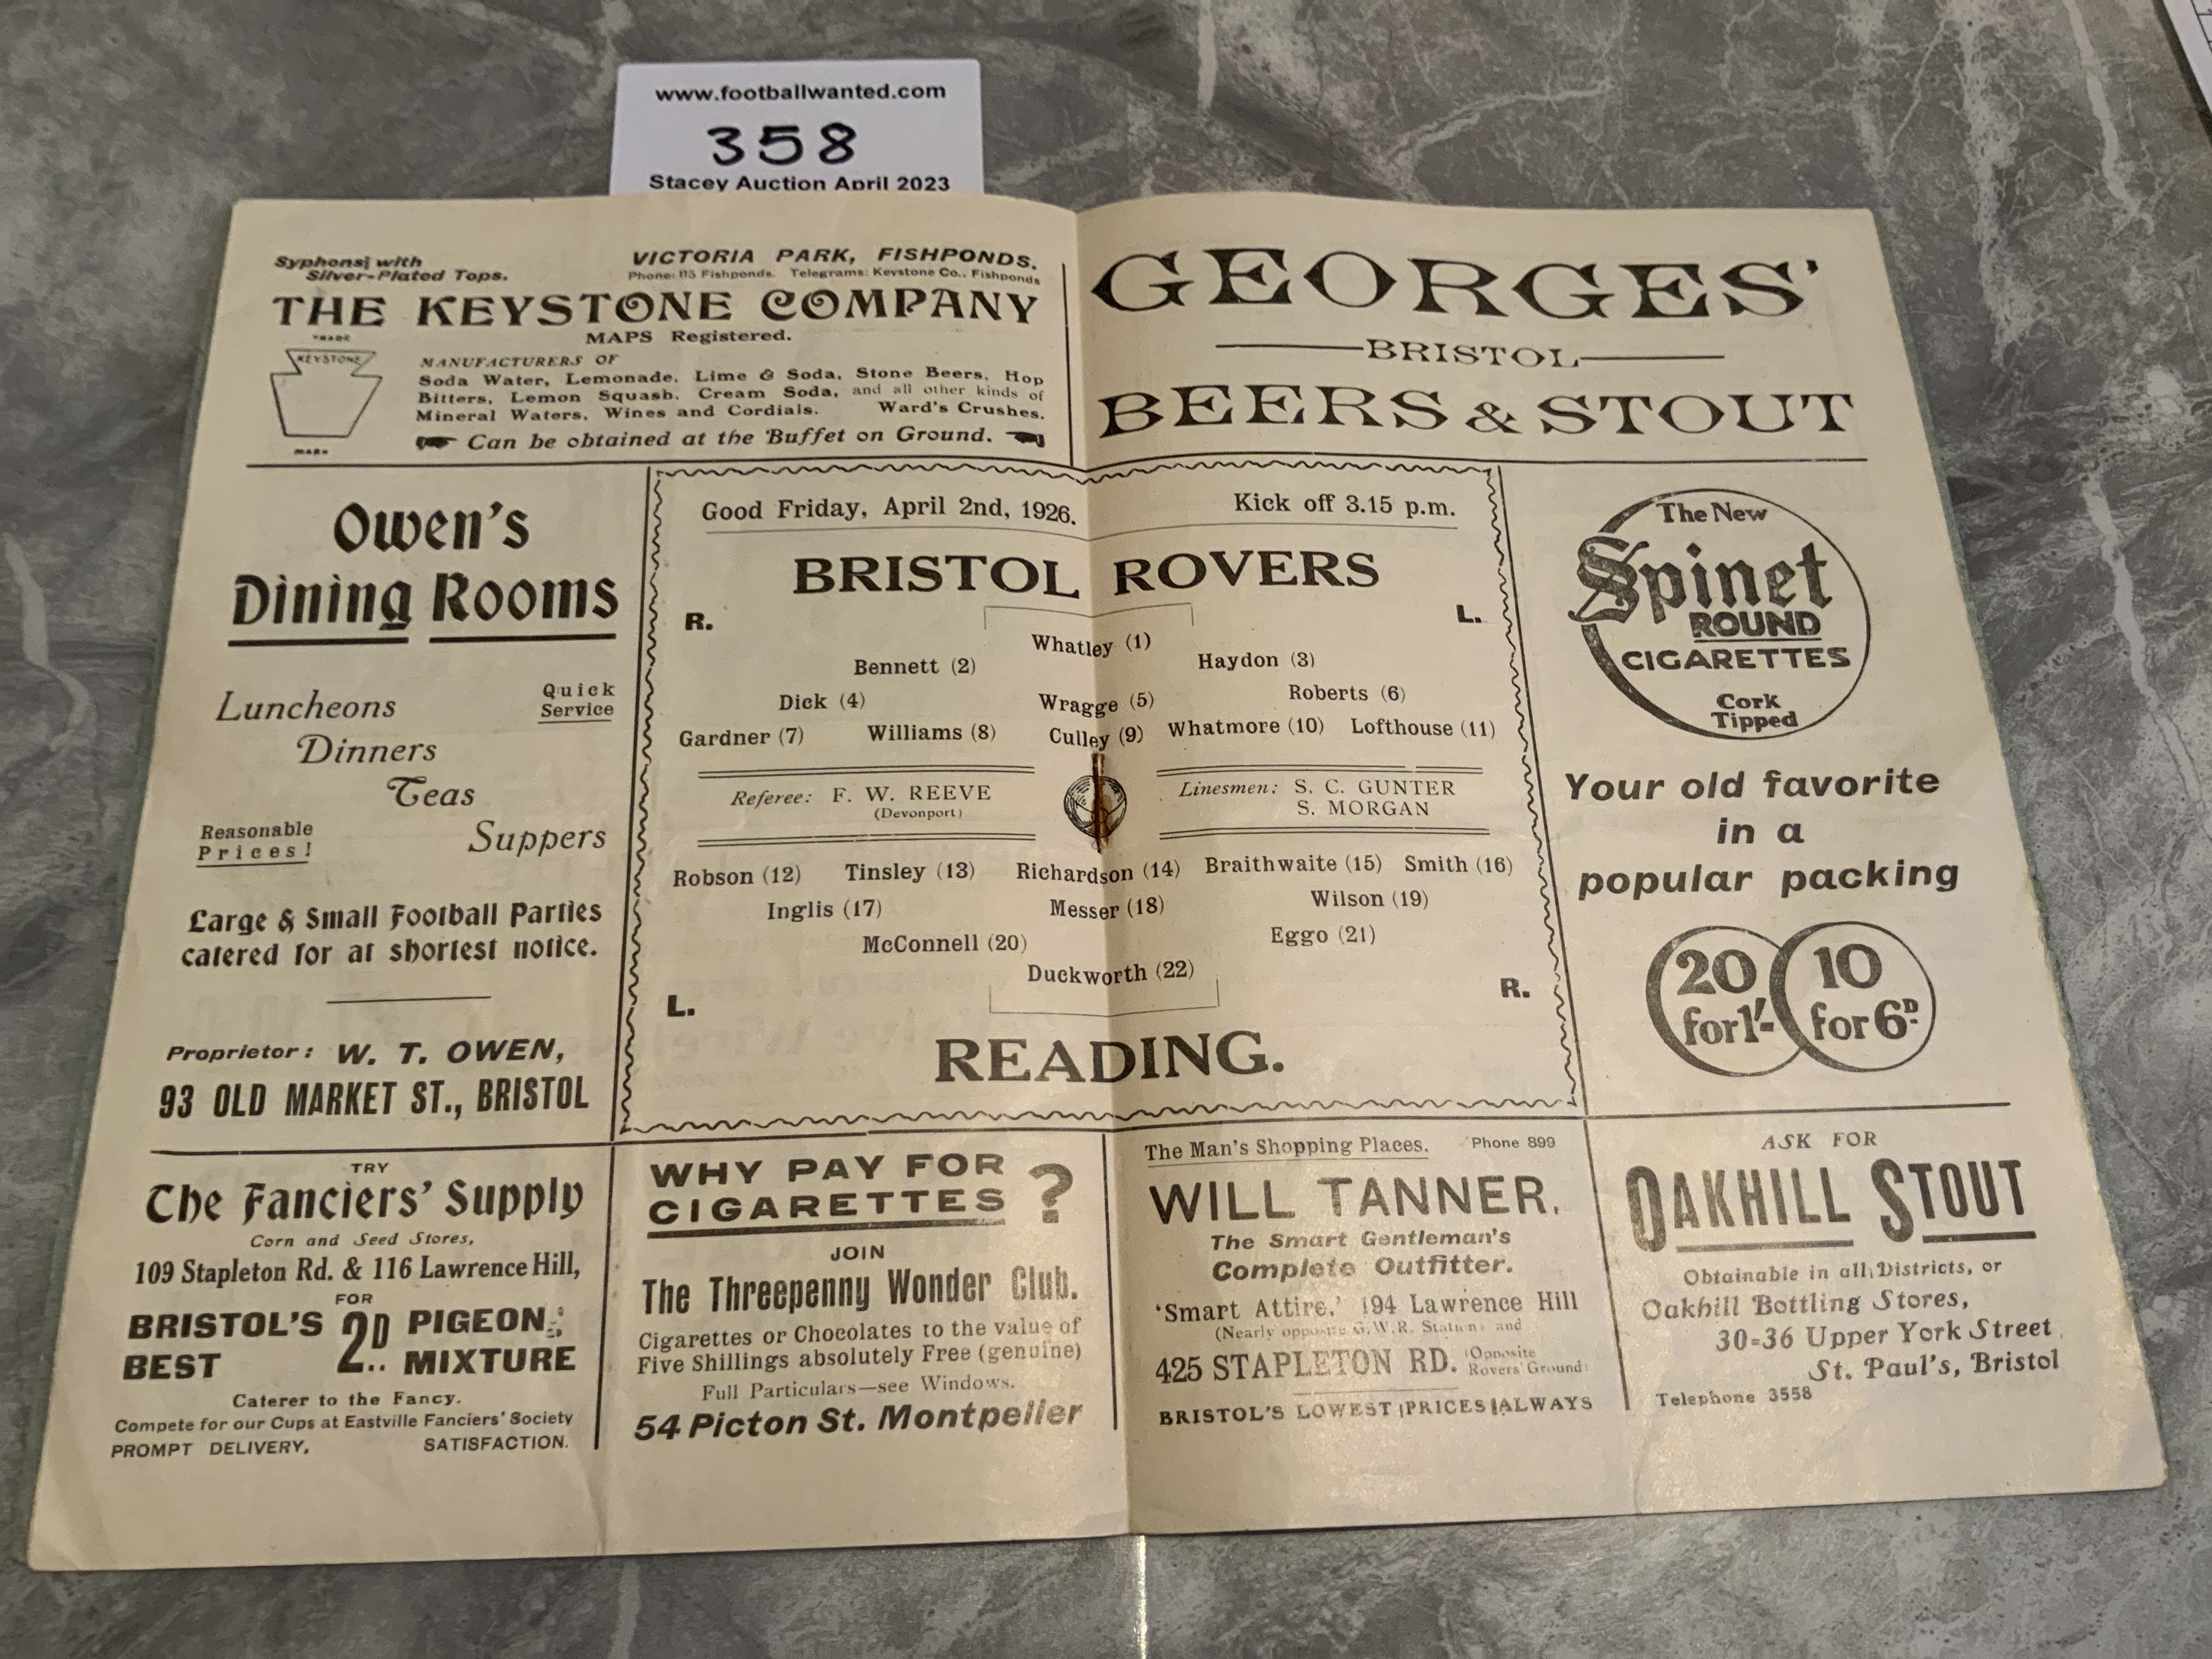 www.footballwanted.com
358
Stacey Auction April 2023
Syphons with
Silver-Plated Tops.
VICTORIA PARK, FISHPONDS.
Phone: 115 Fishponds. Telegrams: Keystone Co., Fishponds
THE KEYSTONE COMPANY
MAPS Registered.
TRADE
KEYSTONE
MARK
MANUFACTURERS OF
Soda Water, Lemonade, Lime & Soda, Stone Beers, Hop
Bitters, Lemon Squash, Cream Soda, and all other kinds of
Mineral Waters, Wines and Cordials. Ward's Crushes.
Can be obtained at the Buffet on Ground.
GEORGES'
BRISTOL
BEERS & STOUT
Owen's
Dining Rooms
Luncheons
Quick
Service
Dinners
Teas
Reasonable
Prices!
Suppers
Large & Small Football Parties
catered for at shortest notice.
Proprietor: W. T. OWEN,
93 OLD MARKET ST., BRISTOL
Good Friday, April 2nd, 1926.
Kick off 3.15 p.m.
BRISTOL ROVERS
R. L.
Whatley (1)
Bennett (2) Haydon (3)
Dick (4) Wragge (5) Roberts (6)
Gardner (7) Williams (8) Culley (9) Whatmore (10) Lofthouse (11)
Referee: F. W. REEVE
(Devonport)
Linesmen: S. C. GUNTER
S. MORGAN
Robson (12) Tinsley (13) Richardson (14) Braithwaite (15) Smith (16)
Inglis (17) Messer (18) Wilson (19)
McConnell (20) Eggo (21)
Duckworth (22)
L. R.
READING.
The New
Spinet
ROUND
CIGARETTES
Cork
Tipped
Your old favorite
in a
popular packing
20
for 1/-
10
for 6D.
TRY
The Fanciers' Supply
Corn and Seed Stores,
109 Stapleton Rd. & 116 Lawrence Hill,
FOR
BRISTOL'S 2D PIGEON
BEST .. MIXTURE
Caterer to the Fancy.
Compete for our Cups at Eastville Fanciers' Society
PROMPT DELIVERY, SATISFACTION.
WHY PAY FOR
CIGARETTES ?
JOIN
The Threepenny Wonder Club.
Cigarettes or Chocolates to the value of
Five Shillings absolutely Free (genuine)
Full Particulars—see Windows.
54 Picton St. Montpelier
The Man's Shopping Places. Phone 899
WILL TANNER,
The Smart Gentleman's
Complete Outfitter.
'Smart Attire,' 194 Lawrence Hill
(Nearly opposite G.W.R. Station) and
425 STAPLETON RD. (Opposite
Rovers' Ground)
BRISTOL'S LOWEST PRICES ALWAYS
ASK FOR
OAKHILL STOUT
Obtainable in all Districts, or
Oakhill Bottling Stores,
30-36 Upper York Street
St. Paul's, Bristol
Telephone 3558